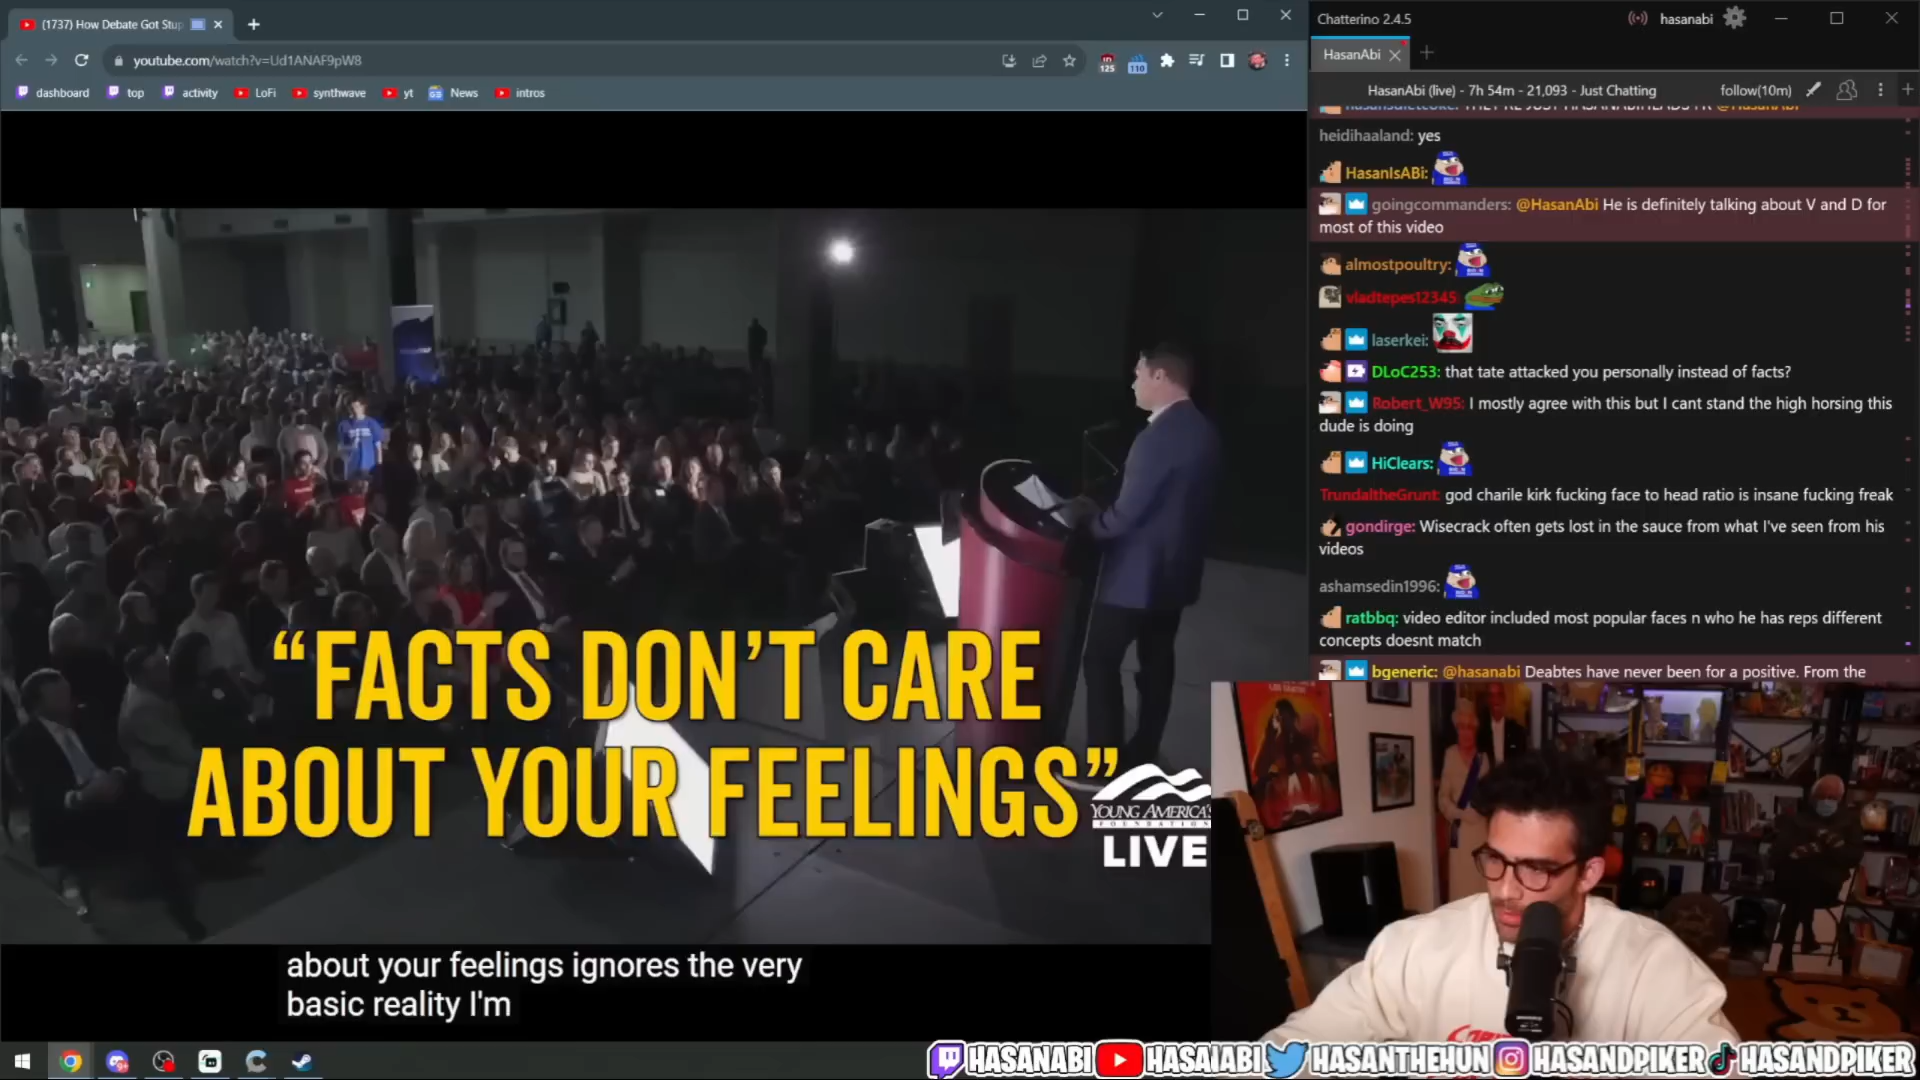 (1737) How Debate Got Stup
youtube.com/watch?v=Ud1ANAF9pW8
125
110
dashboard
top
activity
LoFi
synthwave
yt
News
intros
"FACTS DON'T CARE
ABOUT YOUR FEELINGS"
YOUNG AMERICA'S
FOUNDATION
LIVE
about your feelings ignores the very
basic reality I'm
Chatterino 2.4.5
hasanabi
HasanAbi
HasanAbi (live) - 7h 54m - 21,093 - Just Chatting
follow(10m)
heidihaaland: yes
HasanIsABi:
goingcommanders: @HasanAbi He is definitely talking about V and D for
most of this video
almostpoultry:
vladtepes12345:
laserkei:
DLoC253: that tate attacked you personally instead of facts?
Robert_W95: I mostly agree with this but I cant stand the high horsing this
dude is doing
HiClears:
TrundaltheGrunt: god charile kirk fucking face to head ratio is insane fucking freak
gondirge: Wisecrack often gets lost in the sauce from what I've seen from his
videos
ashamsedin1996:
ratbbq: video editor included most popular faces n who he has reps different
concepts doesnt match
bgeneric: @hasanabi Deabtes have never been for a positive. From the
HASANABI
HASANABI
HASANTHEHUN
HASANDPIKER
HASANDPIKER